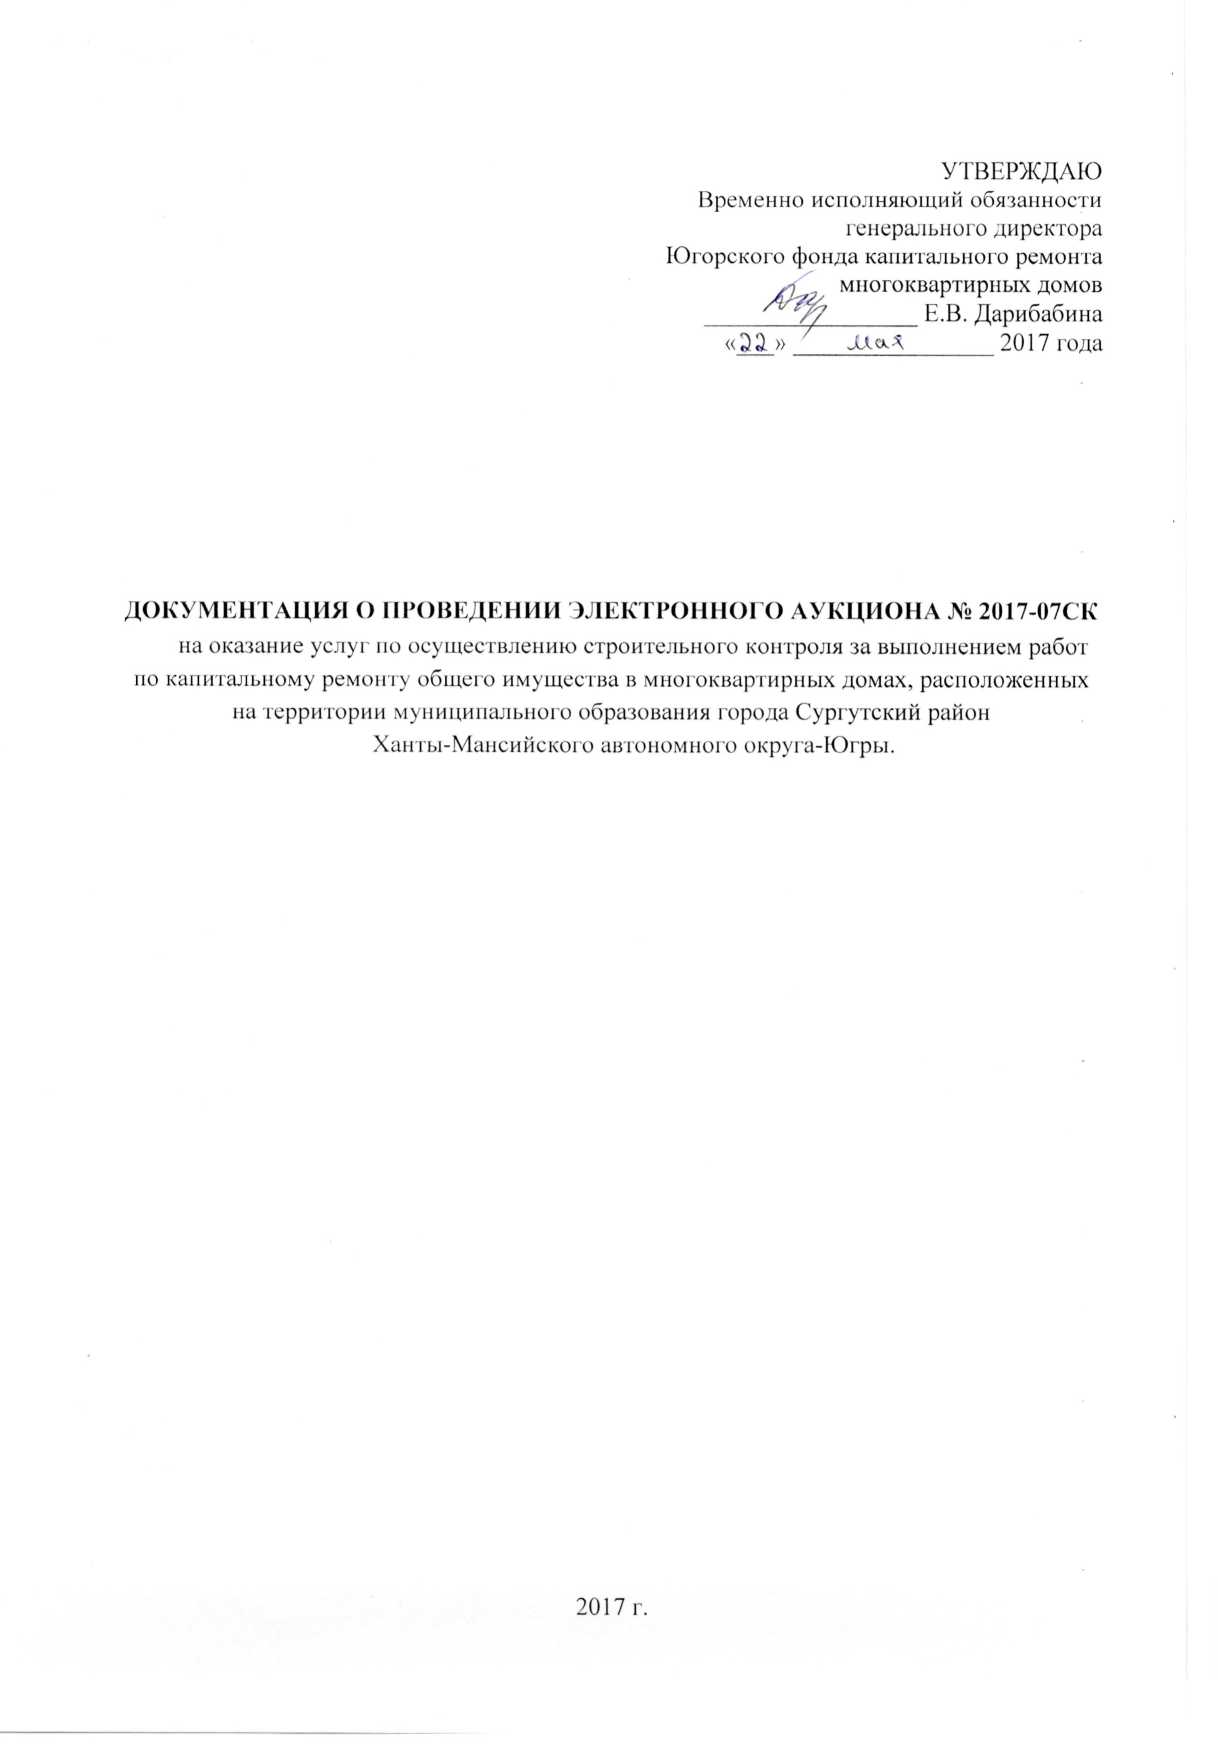 УТВЕРЖДАЮ
Временно исполняющий обязанности
генерального директора
Югорского фонда капитального ремонта
многоквартирных домов
_________________ Е.В. Дарибабина
«22» мая 2017 года
ДОКУМЕНТАЦИЯ О ПРОВЕДЕНИИ ЭЛЕКТРОННОГО АУКЦИОНА № 2017-07СК
на оказание услуг по осуществлению строительного контроля за выполнением работ
по капитальному ремонту общего имущества в многоквартирных домах, расположенных
на территории муниципального образования города Сургутский район
Ханты-Мансийского автономного округа-Югры.
2017 г.